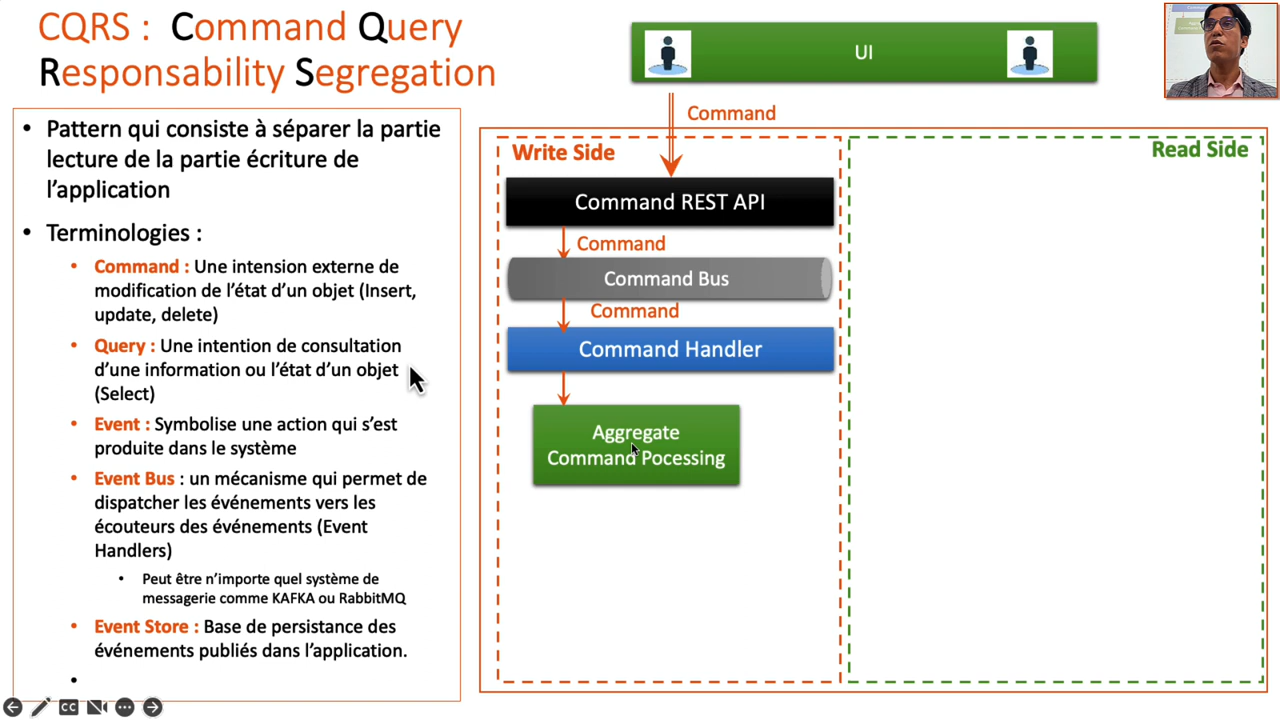 CQRS : Command Query
Responsability Segregation
• Pattern qui consiste à séparer la partie
lecture de la partie écriture de
l’application
• Terminologies :
• Command : Une intension externe de
modification de l’état d’un objet (Insert,
update, delete)
• Query : Une intention de consultation
d’une information ou l’état d’un objet
(Select)
• Event : Symbolise une action qui s’est
produite dans le système
• Event Bus : un mécanisme qui permet de
dispatcher les événements vers les
écouteurs des événements (Event
Handlers)
• Peut être n’importe quel système de
messagerie comme KAFKA ou RabbitMQ
• Event Store : Base de persistance des
événements publiés dans l’application.
•
UI
Command
Write Side
Read Side
Command REST API
Command
Command Bus
Command
Command Handler
Aggregate
Command Pocessing
CC